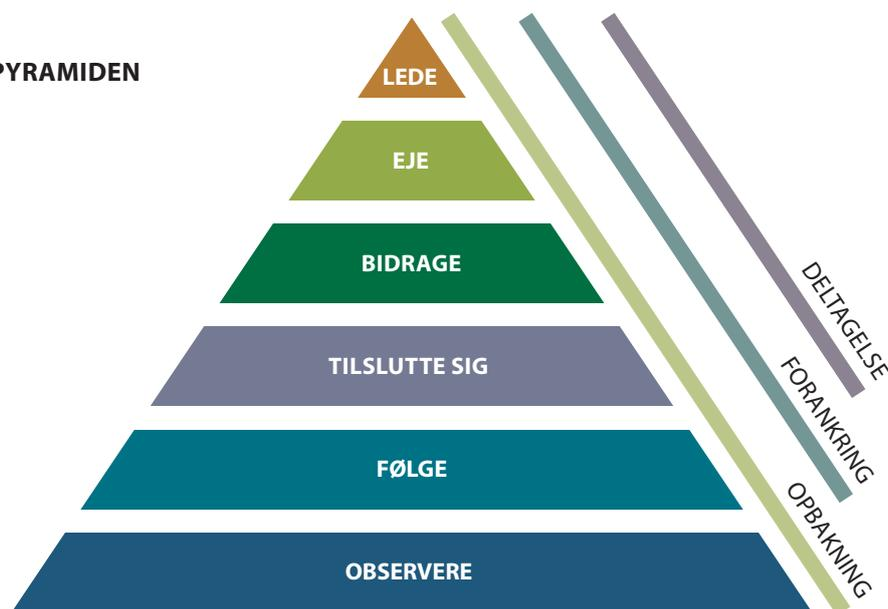 PYRAMIDEN
LEDE
EJE
BIDRAGE
TILSLUTTE SIG
FØLGE
OBSERVERE
DELTAGELSE
FORANKRING
OPBAKNING